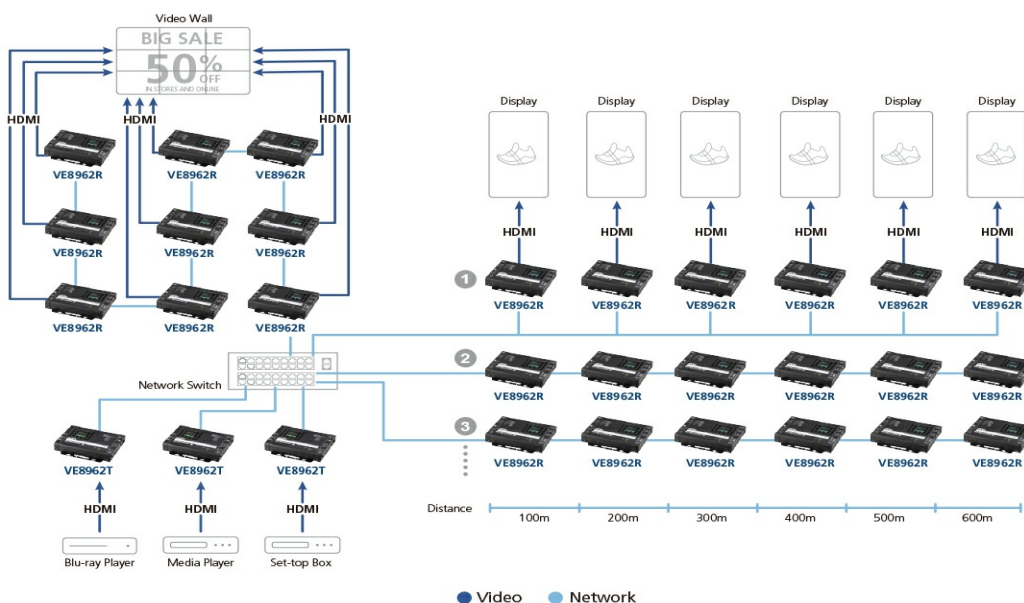 Video Wall
BIG SALE
50%
OFF
IN STORES AND ONLINE
HDMI
HDMI
HDMI
VE8962R
VE8962R
VE8962R
VE8962R
VE8962R
VE8962R
VE8962R
VE8962R
VE8962R
Network Switch
VE8962T
VE8962T
VE8962T
HDMI
HDMI
HDMI
Blu-ray Player
Media Player
Set-top Box
Display
Display
Display
Display
Display
Display
HDMI
HDMI
HDMI
HDMI
HDMI
HDMI
1
VE8962R
VE8962R
VE8962R
VE8962R
VE8962R
VE8962R
2
VE8962R
VE8962R
VE8962R
VE8962R
VE8962R
VE8962R
3
VE8962R
VE8962R
VE8962R
VE8962R
VE8962R
VE8962R
Distance
100m
200m
300m
400m
500m
600m
Video
Network